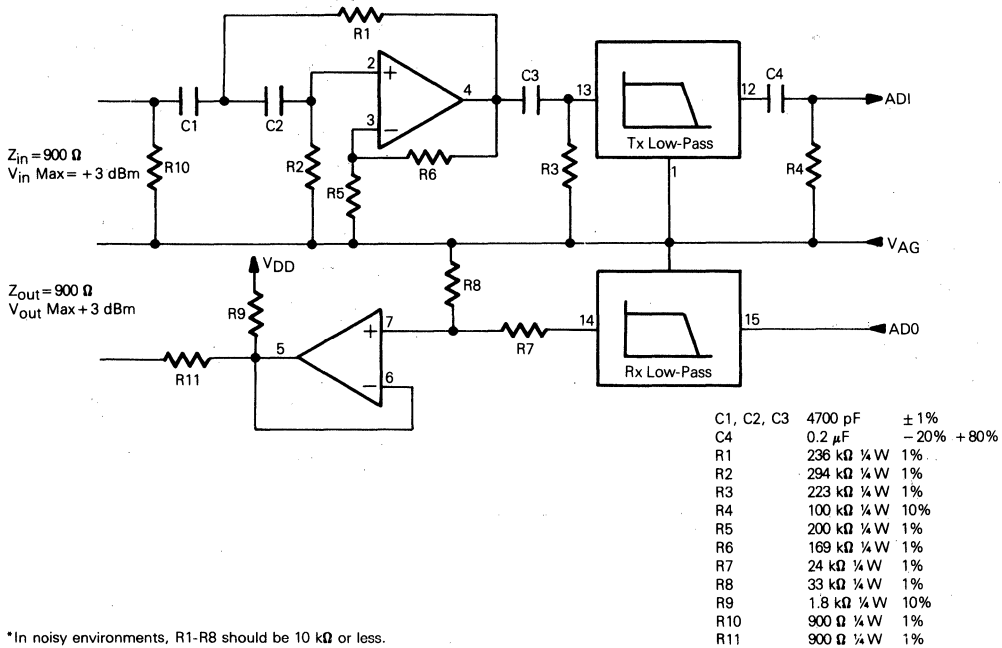 R1
2
+
4
C3
13
12
C4
ADI
C1
C2
3
−
Tx Low-Pass
Z_in = 900 Ω
V_in Max = +3 dBm
R10
R2
R5
R6
R3
1
R4
V_AG
V_DD
Z_out = 900 Ω
V_out Max + 3 dBm
R9
R8
+
7
14
15
AD0
5
R7
R11
6
−
Rx Low-Pass
C1, C2, C3 4700 pF ± 1%
C4 0.2 μF − 20% + 80%
R1 236 kΩ ¼ W 1%
R2 294 kΩ ¼ W 1%
R3 223 kΩ ¼ W 1%
R4 100 kΩ ¼ W 10%
R5 200 kΩ ¼ W 1%
R6 169 kΩ ¼ W 1%
R7 24 kΩ ¼ W 1%
R8 33 kΩ ¼ W 1%
R9 1.8 kΩ ¼ W 10%
R10 900 Ω ¼ W 1%
R11 900 Ω ¼ W 1%
*In noisy environments, R1-R8 should be 10 kΩ or less.